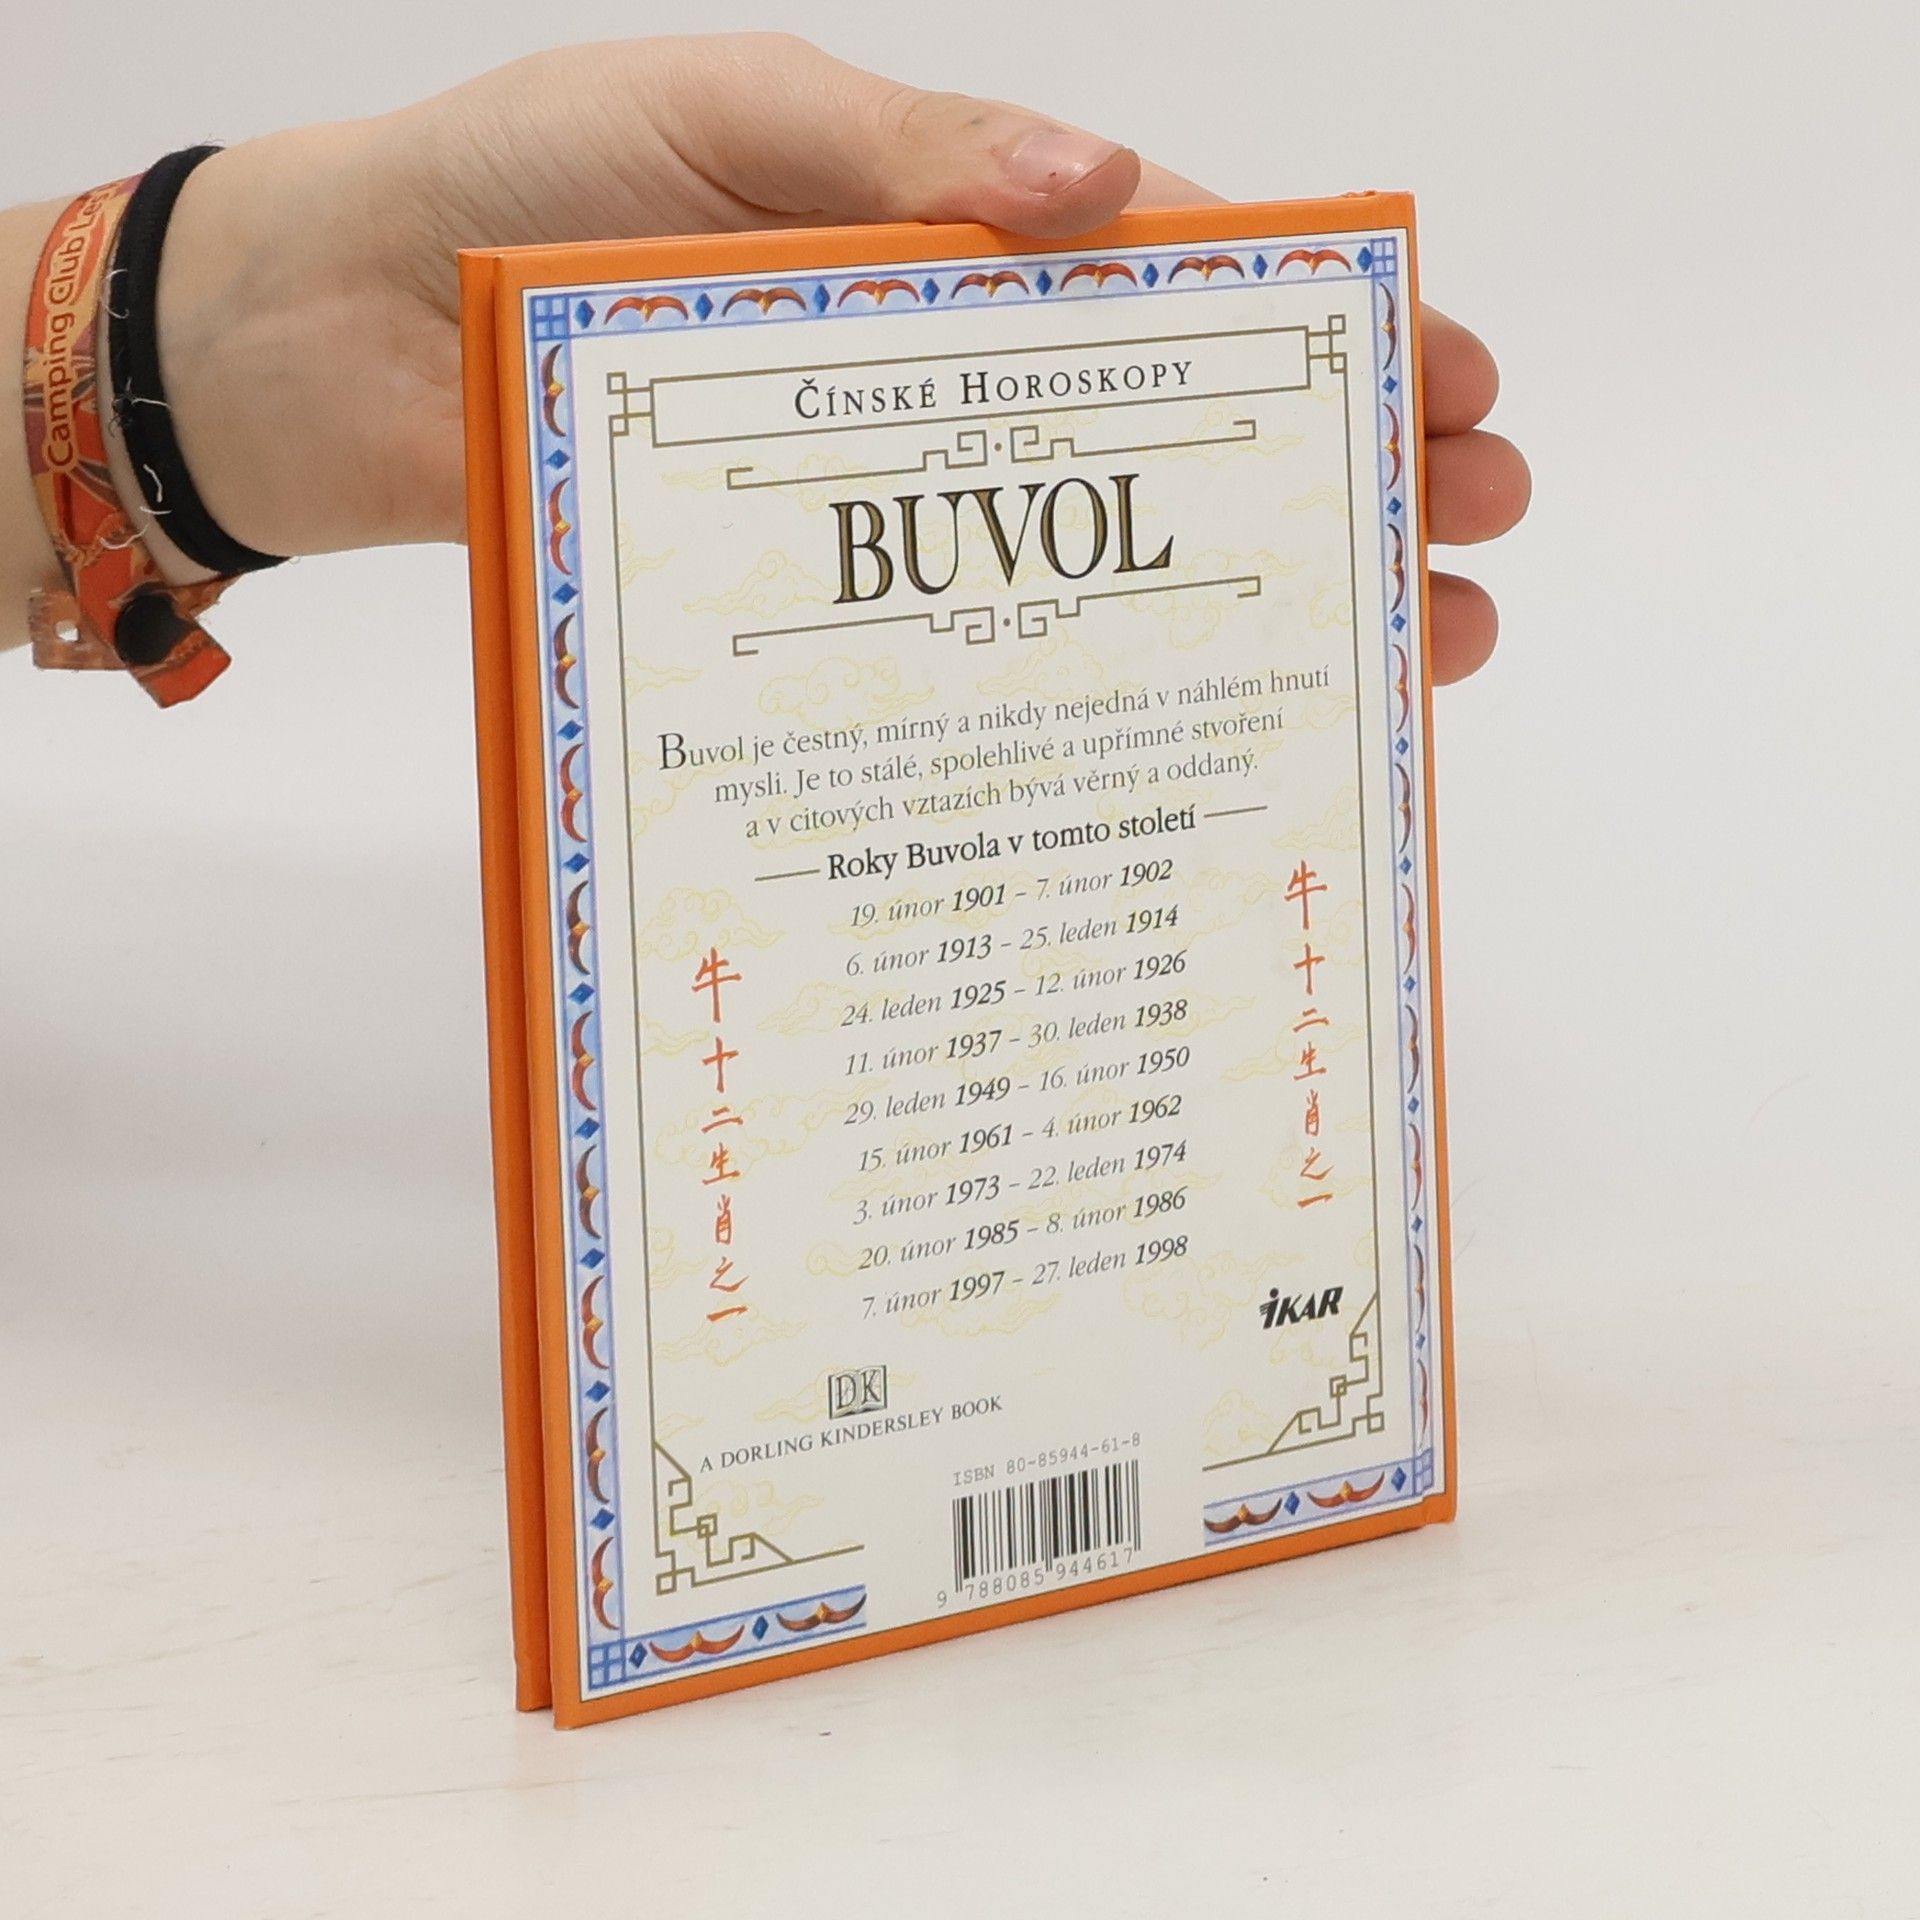 Camping Club Le
ČÍNSKÉ HOROSKOPY
BUVOL
Buvol je čestný, mírný a nikdy nejedná v náhlém hnutí
mysli. Je to stálé, spolehlivé a upřímné stvoření
a v citových vztazích bývá věrný a oddaný.
Roky Buvola v tomto století
19. únor 1901 – 7. únor 1902
6. únor 1913 – 25. leden 1914
24. leden 1925 – 12. únor 1926
11. únor 1937 – 30. leden 1938
29. leden 1949 – 16. únor 1950
15. únor 1961 – 4. únor 1962
3. únor 1973 – 22. leden 1974
20. únor 1985 – 8. únor 1986
7. únor 1997 – 27. leden 1998
牛十二生肖之一
牛十二生肖之一
IKAR
DK
A DORLING KINDERSLEY BOOK
ISBN 80-85944-61-8
9 788085 944617